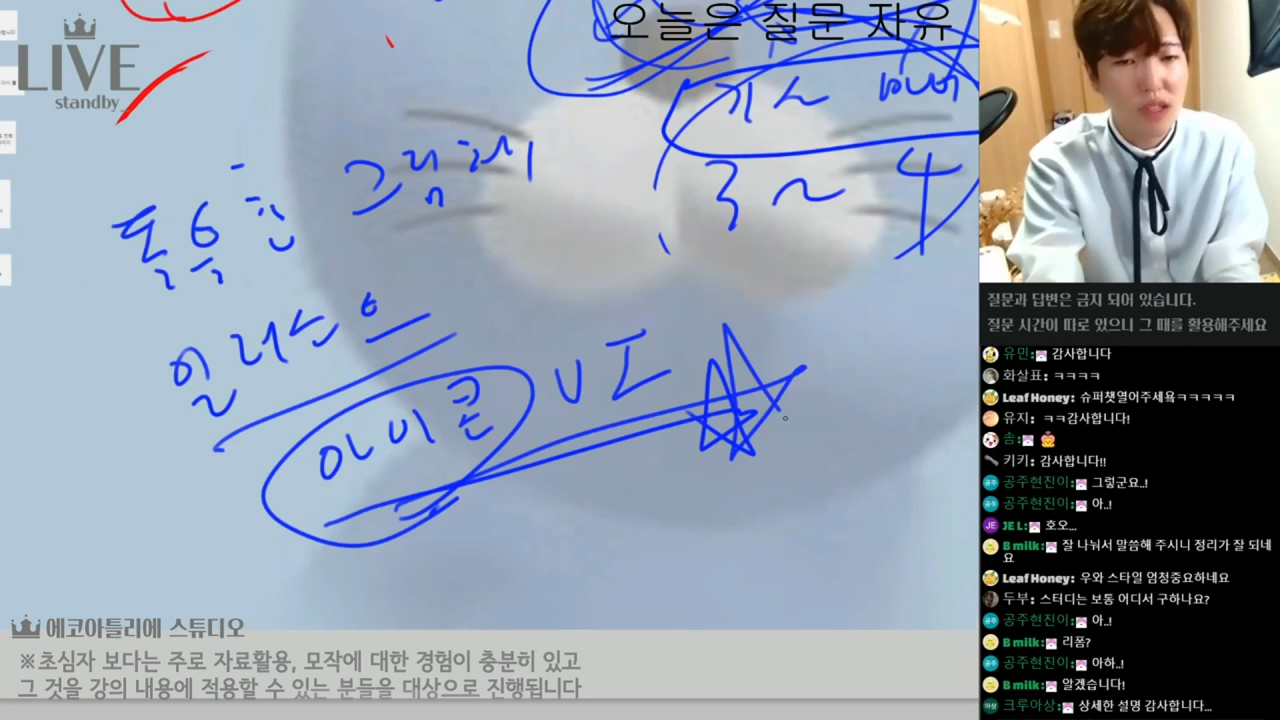 오늘은 질문 자유
LIVE
standby
독특한 그림체
일러스으
아이콘 UI
에코아틀리에 스튜디오
※초심자 보다는 주로 자료활용, 모작에 대한 경험이 충분히 있고
그 것을 강의 내용에 적용할 수 있는 분들을 대상으로 진행됩니다
질문과 답변은 금지 되어 있습니다.
질문 시간이 따로 있으니 그 때를 활용해주세요
유민: 감사합니다
화살표: ㅋㅋㅋㅋ
Leaf Honey: 슈퍼챗열어주세욬ㅋㅋㅋㅋㅋ
유지: ㅋㅋ감사합니다!
솜:
키키: 감사합니다!!
공주현진이: 그렇군요..!
공주현진이: 아..!
JE L: 호오...
B milk: 잘 나눠서 말씀해 주시니 정리가 잘 되네
요
Leaf Honey: 우와 스타일 엄청중요하네요
두부: 스터디는 보통 어디서 구하나요?
공주현진이: 아..!
B milk: 리폼?
공주현진이: 아하..!
B milk: 알겠습니다!
크루아상: 상세한 설명 감사합니다...